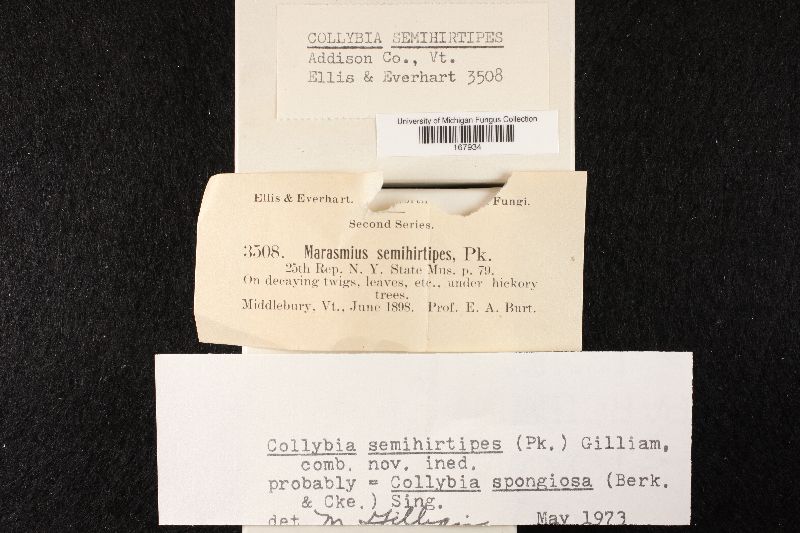 COLLYBIA SEMIHIRTIPES
Addison Co., Vt.
Ellis & Everhart 3508
University of Michigan Fungus Collection
167934
Ellis & Everhart. Fungi.
Second Series.
3508. Marasmius semihirtipes, Pk.
25th Rep. N. Y. State Mus. p. 79.
On decaying twigs, leaves, etc., under hickory
trees.
Middlebury, Vt., June 1898. Prof. E. A. Burt.
Collybia semihirtipes (Pk.) Gilliam,
comb. nov. ined.
probably = Collybia spongiosa (Berk.
& Cke.) Sing.
det M Gilliam May 1973